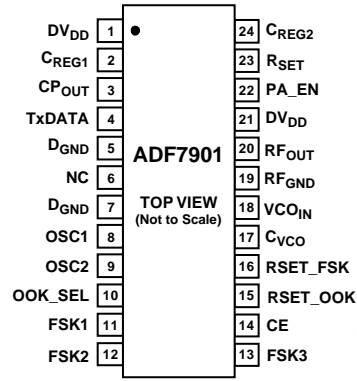 DVDD 1
CREG1 2
CPOUT 3
TxDATA 4
DGND 5
NC 6
DGND 7
OSC1 8
OSC2 9
OOK_SEL 10
FSK1 11
FSK2 12
ADF7901
TOP VIEW
(Not to Scale)
24 CREG2
23 RSET
22 PA_EN
21 DVDD
20 RFOUT
19 RFGND
18 VCOIN
17 CVCO
16 RSET_FSK
15 RSET_OOK
14 CE
13 FSK3